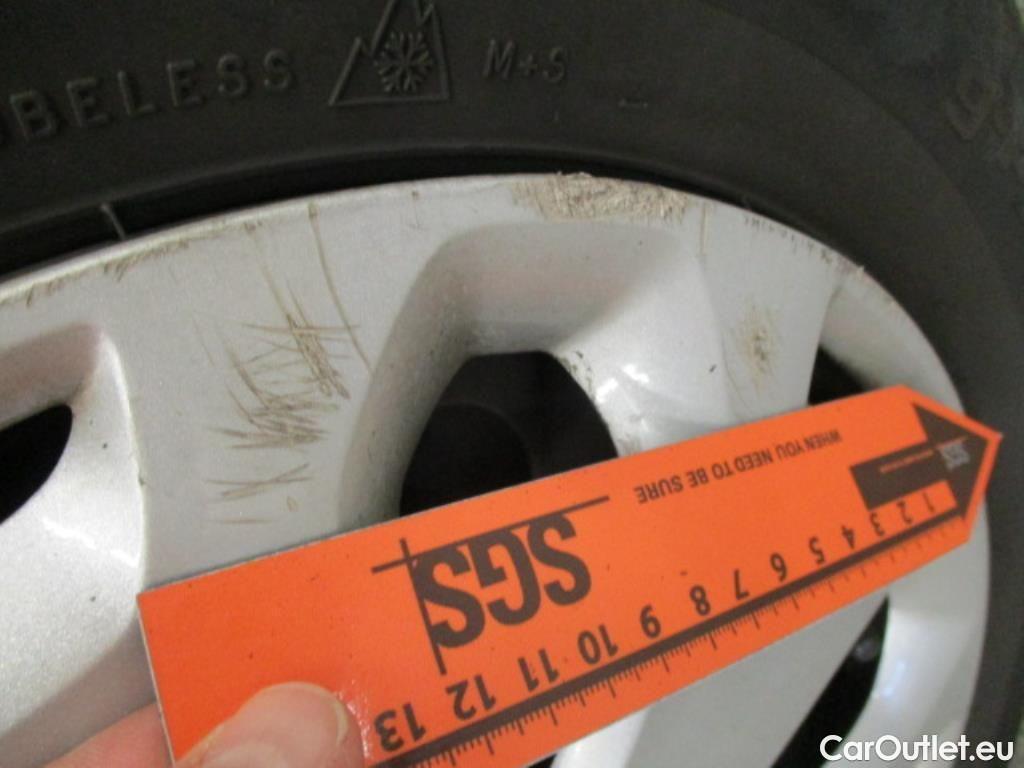 BELESS M+S
WHEN YOU NEED TO BE SURE
SGS
SGS
1 2 3 4 5 6 7 8 9 10 11 12 13
CarOutlet.eu